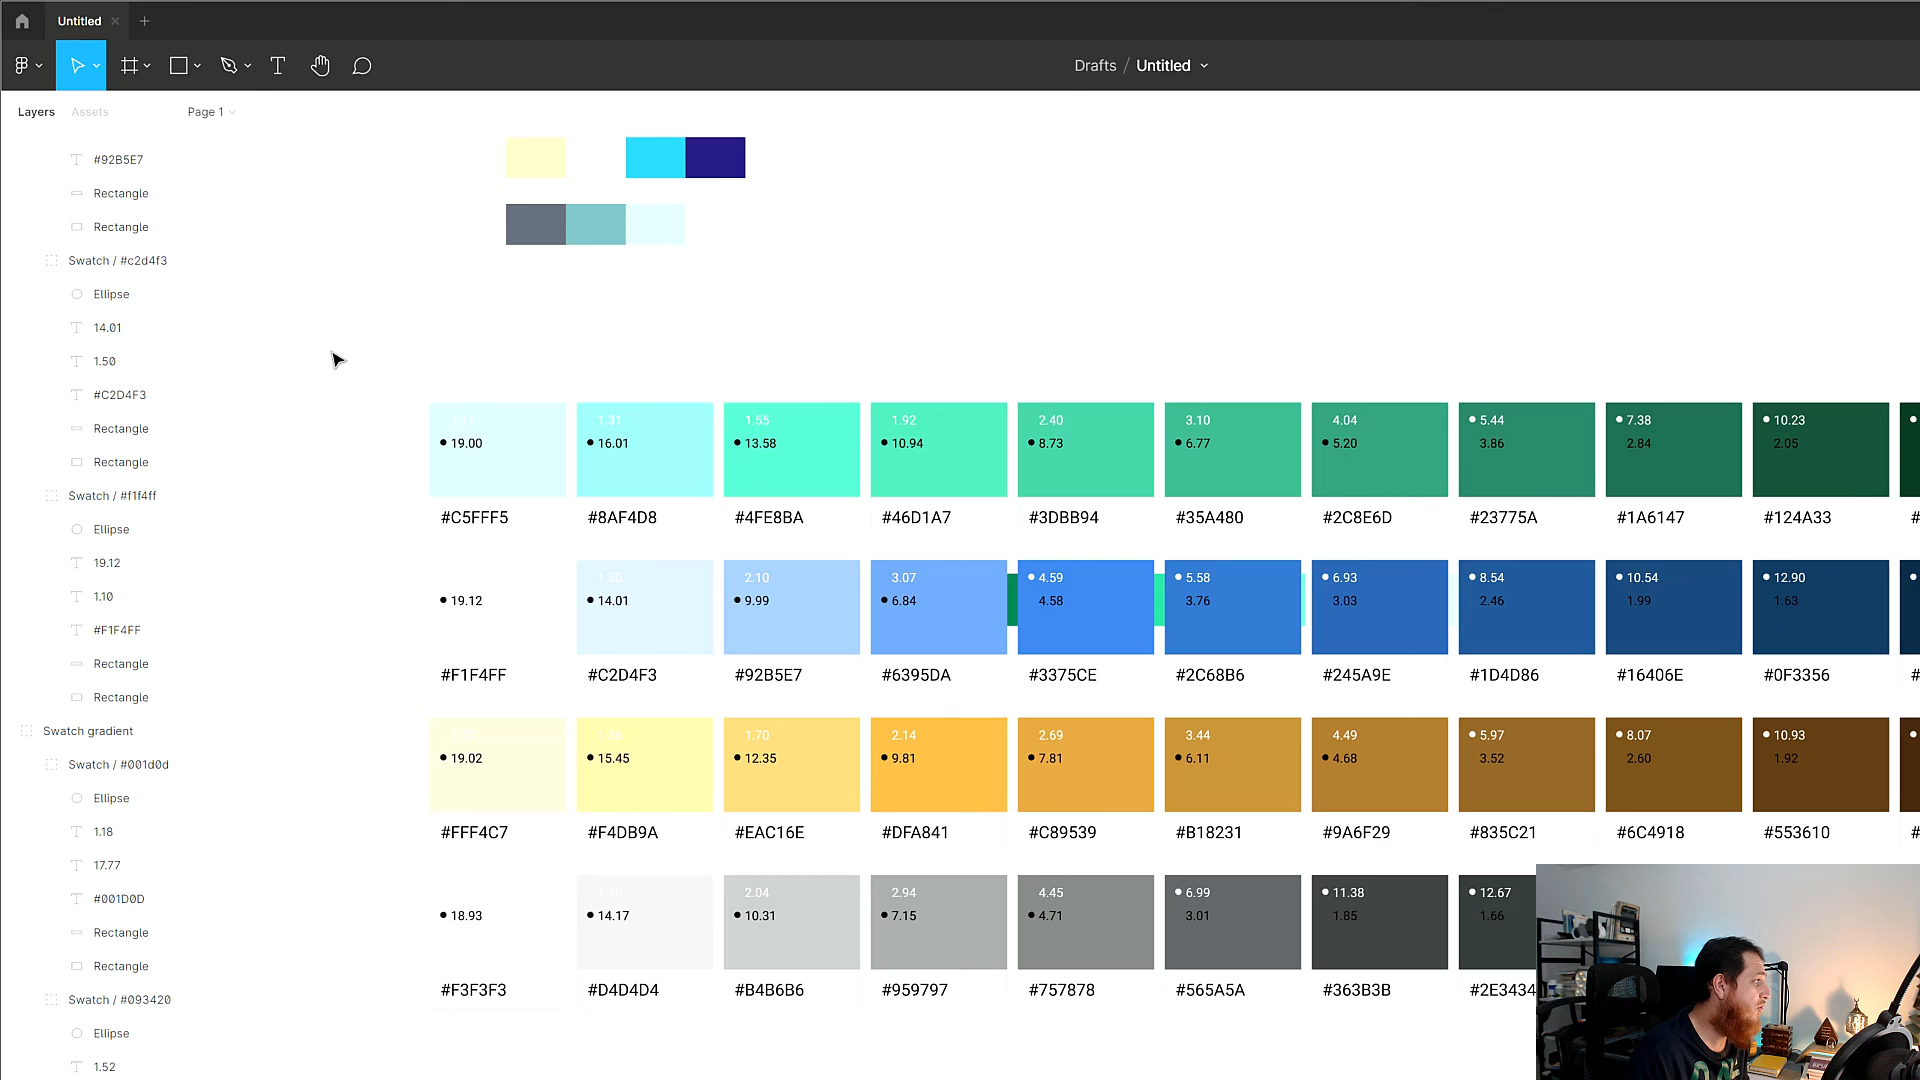 Untitled
Drafts / Untitled
Layers Assets Page 1
#92B5E7
Rectangle
Rectangle
Swatch / #c2d4f3
Ellipse
14.01
1.50
#C2D4F3
Rectangle
Rectangle
Swatch / #f1f4ff
Ellipse
19.12
1.10
#F1F4FF
Rectangle
Rectangle
Swatch gradient
Swatch / #001d0d
Ellipse
1.18
17.77
#001D0D
Rectangle
Rectangle
Swatch / #093420
Ellipse
1.52
1.31 1.55 1.92 2.40 3.10 4.04 5.44 7.38 10.23
19.00 16.01 13.58 10.94 8.73 6.77 5.20 3.86 2.84 2.05
#C5FFF5 #8AF4D8 #4FE8BA #46D1A7 #3DBB94 #35A480 #2C8E6D #23775A #1A6147 #124A33 #
1.50 2.10 3.07 4.59 5.58 6.93 8.54 10.54 12.90
19.12 14.01 9.99 6.84 4.58 3.76 3.03 2.46 1.99 1.63
#F1F4FF #C2D4F3 #92B5E7 #6395DA #3375CE #2C68B6 #245A9E #1D4D86 #16406E #0F3356 #
1.70 2.14 2.69 3.44 4.49 5.97 8.07 10.93
19.02 15.45 12.35 9.81 7.81 6.11 4.68 3.52 2.60 1.92
#FFF4C7 #F4DB9A #EAC16E #DFA841 #C89539 #B18231 #9A6F29 #835C21 #6C4918 #553610 #
1.48 2.04 2.94 4.45 6.99 11.38 12.67
18.93 14.17 10.31 7.15 4.71 3.01 1.85 1.66
#F3F3F3 #D4D4D4 #B4B6B6 #959797 #757878 #565A5A #363B3B #2E3434